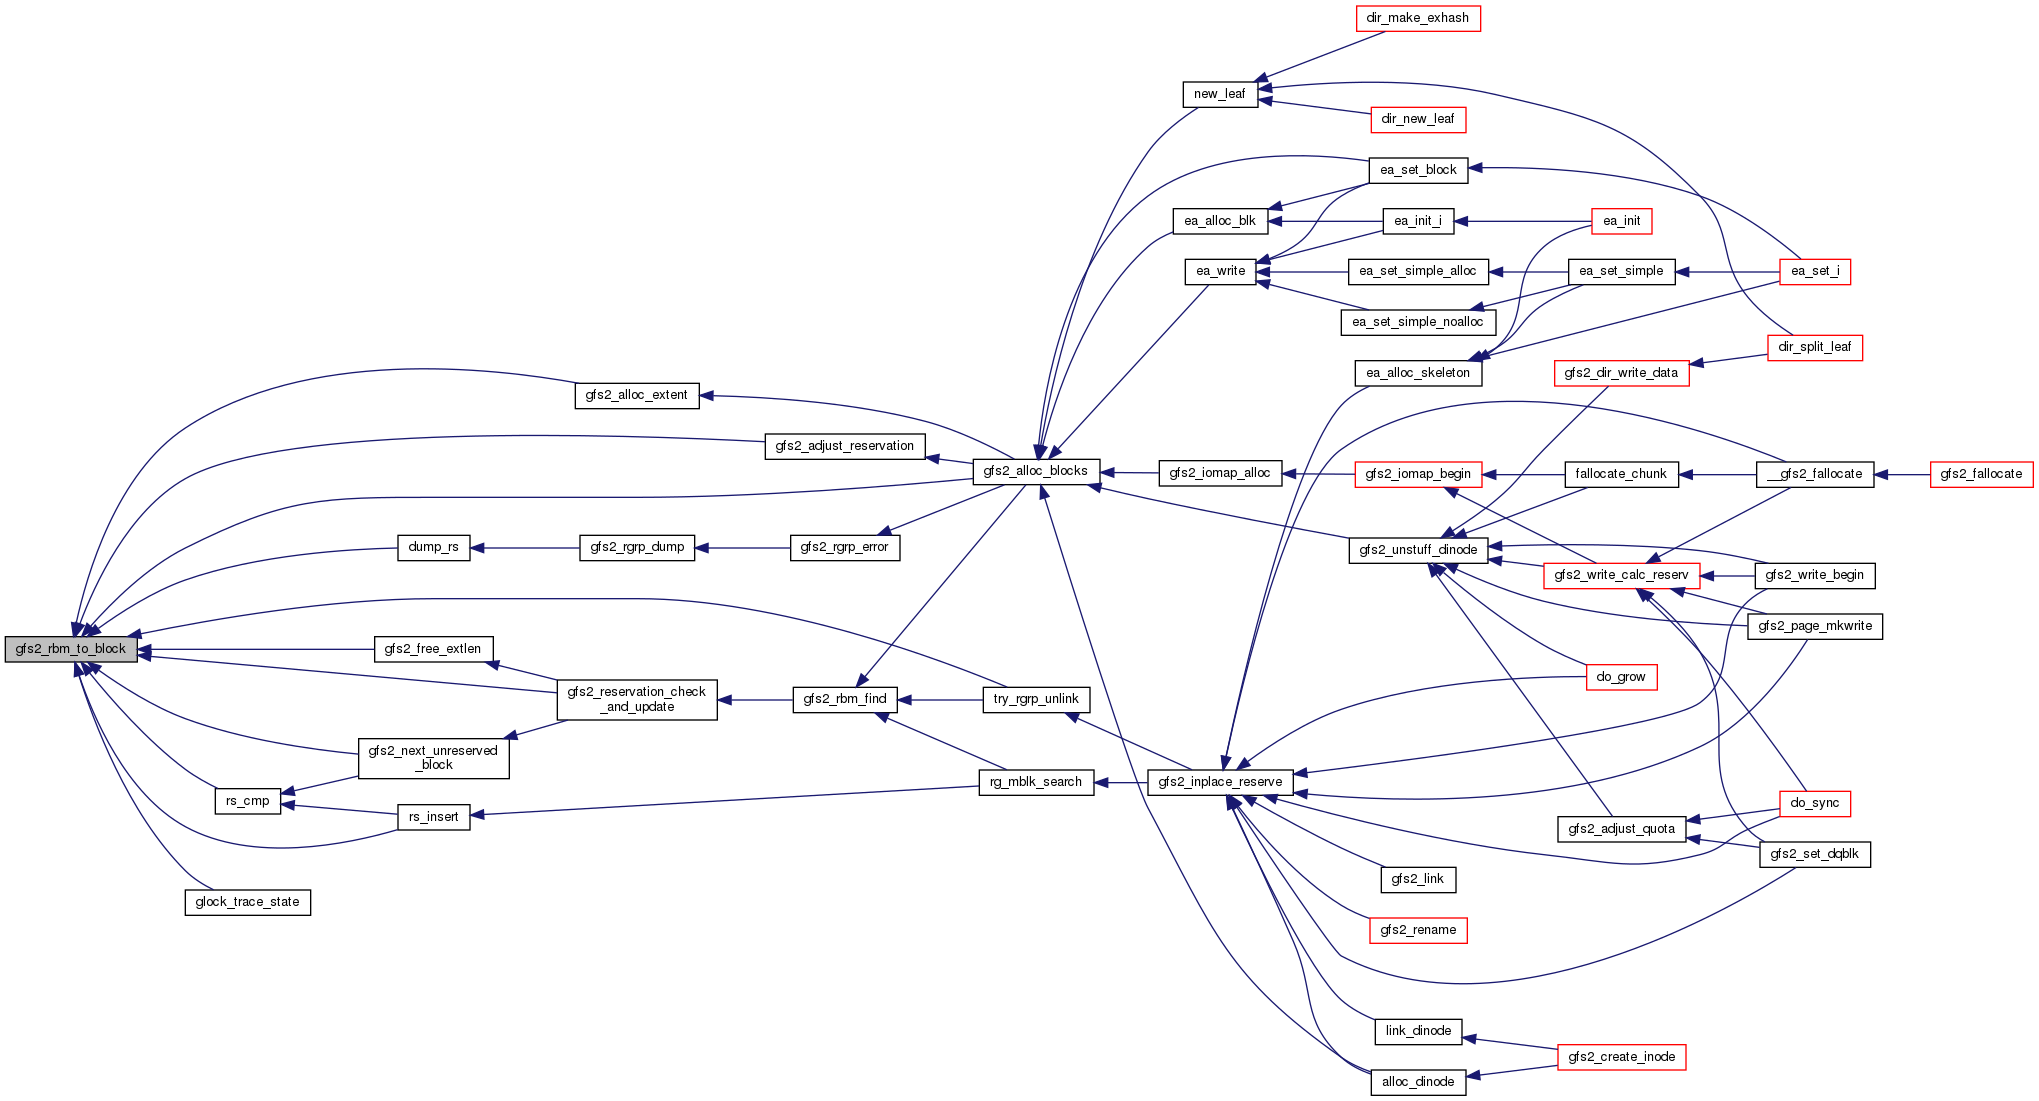 dir_make_exhash
new_leaf
dir_new_leaf
ea_set_block
ea_alloc_blk
ea_init_i
ea_init
ea_write
ea_set_simple_alloc
ea_set_simple
ea_set_i
ea_set_simple_noalloc
dir_split_leaf
ea_alloc_skeleton
gfs2_dir_write_data
gfs2_alloc_extent
gfs2_adjust_reservation
gfs2_alloc_blocks
gfs2_iomap_alloc
gfs2_iomap_begin
fallocate_chunk
__gfs2_fallocate
gfs2_fallocate
dump_rs
gfs2_rgrp_dump
gfs2_rgrp_error
gfs2_unstuff_dinode
gfs2_write_calc_reserv
gfs2_write_begin
gfs2_page_mkwrite
gfs2_rbm_to_block
gfs2_free_extlen
do_grow
gfs2_reservation_check
_and_update
gfs2_rbm_find
try_rgrp_unlink
gfs2_next_unreserved
_block
rg_mblk_search
gfs2_inplace_reserve
rs_cmp
rs_insert
do_sync
gfs2_adjust_quota
gfs2_set_dqblk
gfs2_link
glock_trace_state
gfs2_rename
link_dinode
gfs2_create_inode
alloc_dinode